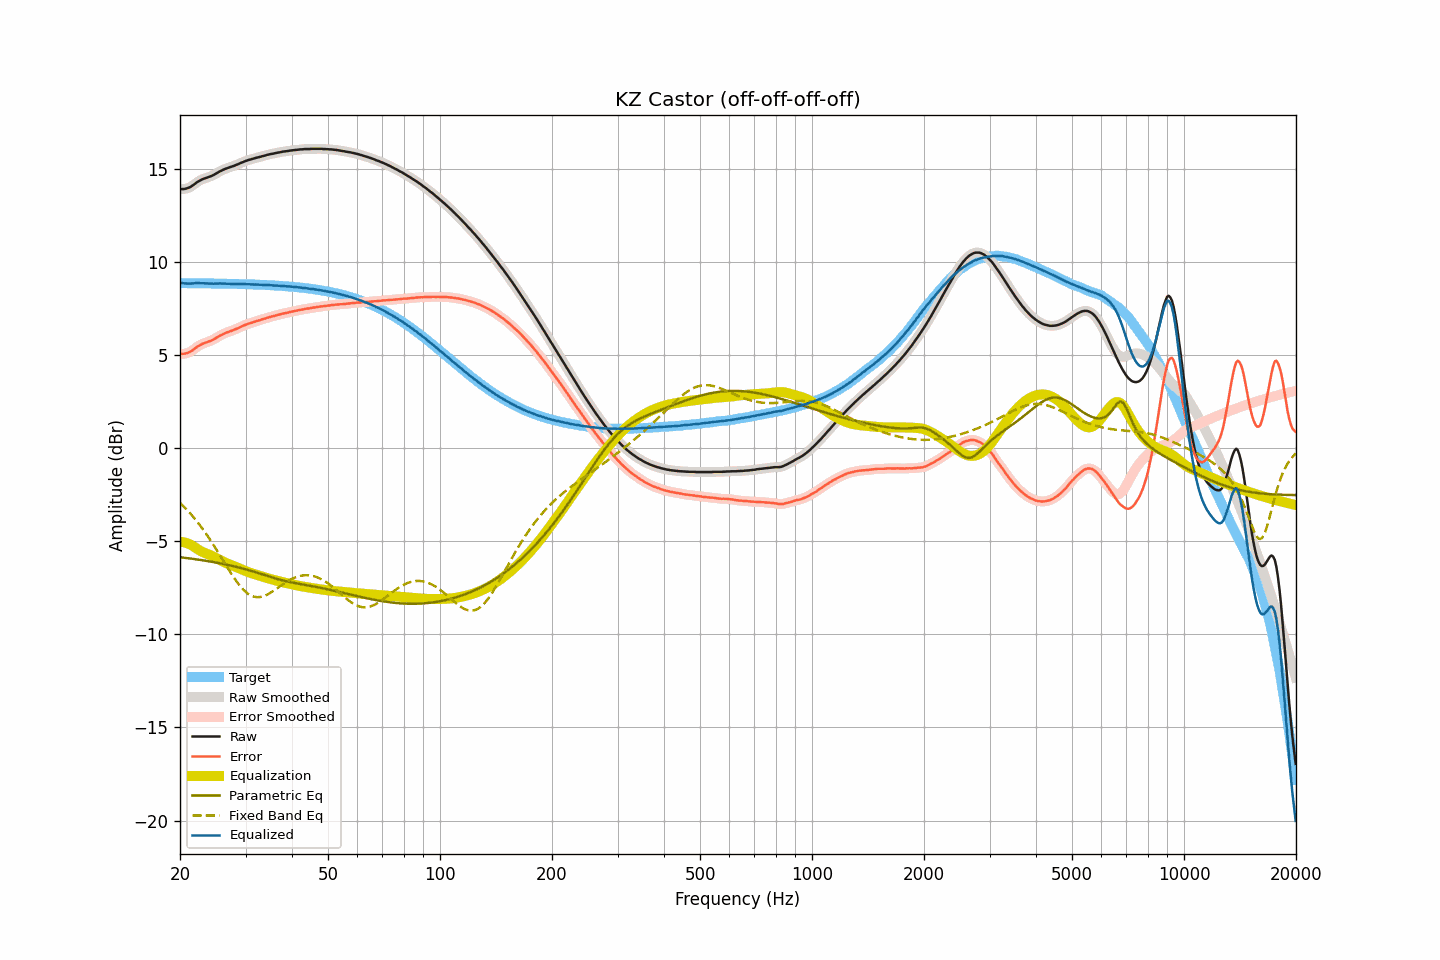 KZ Castor (off-off-off-off)
15
10
5
0
−5
−10
−15
−20
Amplitude (dBr)
Target
Raw Smoothed
Error Smoothed
Raw
Error
Equalization
Parametric Eq
Fixed Band Eq
Equalized
20 50 100 200 500 1000 2000 5000 10000 20000
Frequency (Hz)